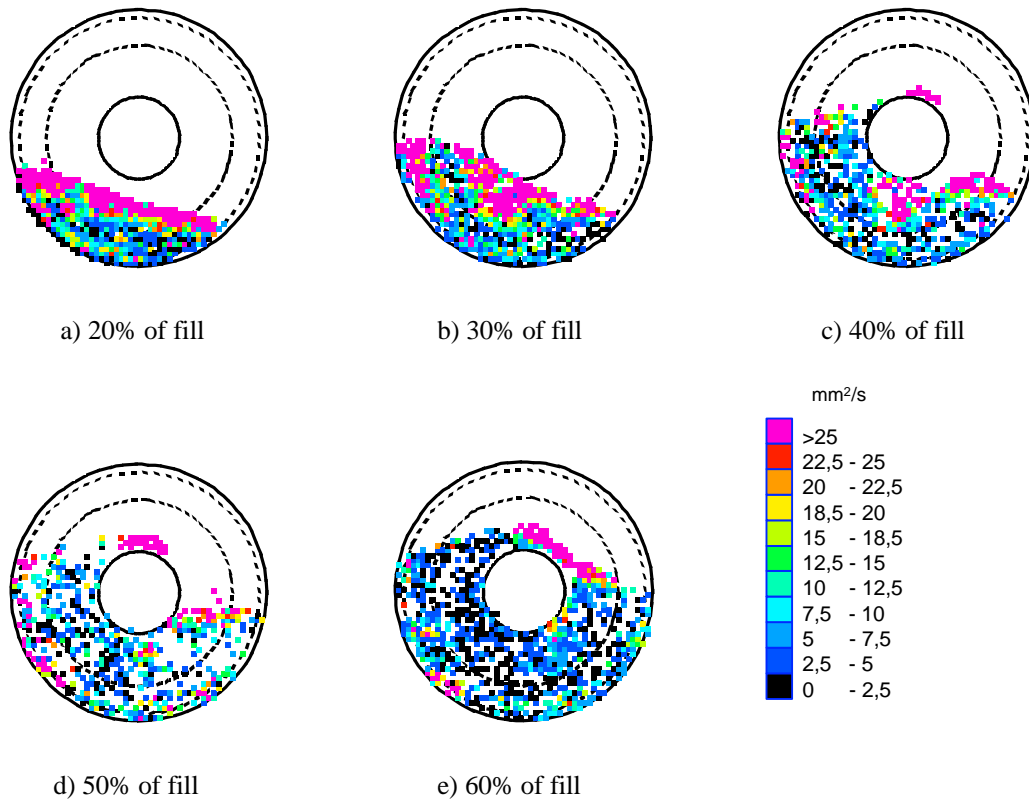 a) 20% of fill
b) 30% of fill
c) 40% of fill
mm²/s
>25
22,5 - 25
20 - 22,5
18,5 - 20
15 - 18,5
12,5 - 15
10 - 12,5
7,5 - 10
5 - 7,5
2,5 - 5
0 - 2,5
d) 50% of fill
e) 60% of fill